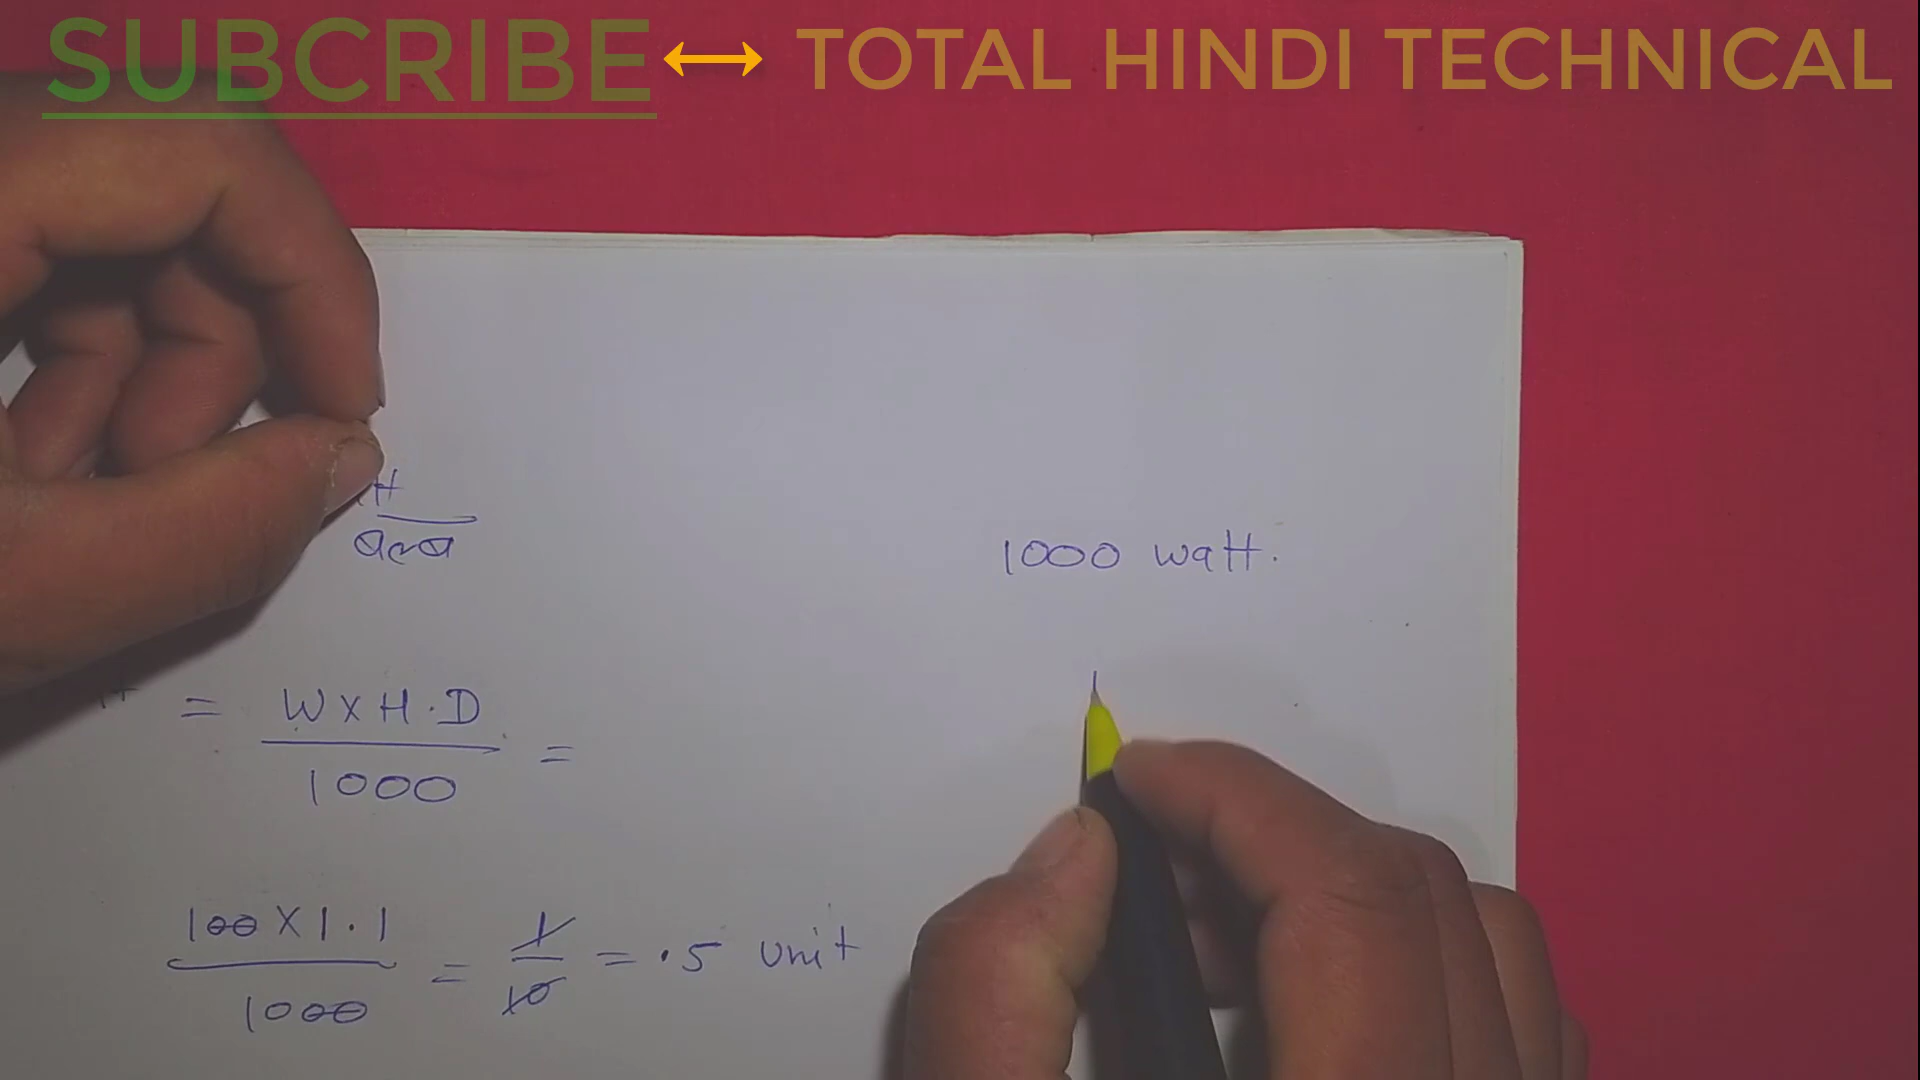 SUBCRIBE ↔ TOTAL HINDI TECHNICAL
1000 watt.
= W X H . D / 1000 =
100 X 1 . 1 / 1000 = 1 / 10 = .5 unit